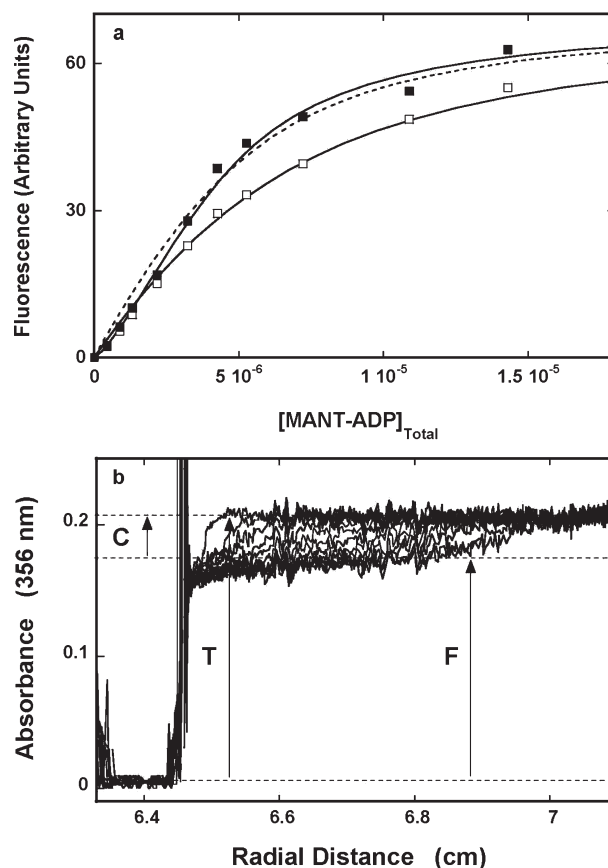 a
Fluorescence (Arbitrary Units)
60
30
0
0
5 10⁻⁶
1 10⁻⁵
1.5 10⁻⁵
[MANT-ADP]Total
b
Absorbance (356 nm)
0.2
0.1
0
C
T
F
6.4
6.6
6.8
7
Radial Distance (cm)